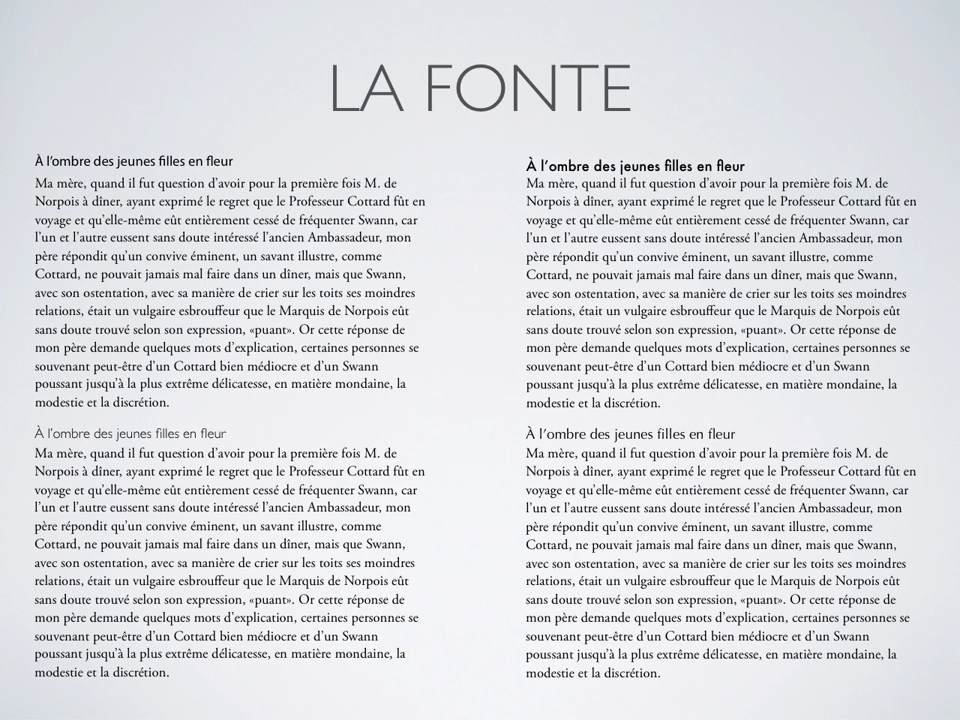 LA FONTE
À l’ombre des jeunes filles en fleur
Ma mère, quand il fut question d’avoir pour la première fois M. de
Norpois à dîner, ayant exprimé le regret que le Professeur Cottard fût en
voyage et qu’elle-même eût entièrement cessé de fréquenter Swann, car
l’un et l’autre eussent sans doute intéressé l’ancien Ambassadeur, mon
père répondit qu’un convive éminent, un savant illustre, comme
Cottard, ne pouvait jamais mal faire dans un dîner, mais que Swann,
avec son ostentation, avec sa manière de crier sur les toits ses moindres
relations, était un vulgaire esbrouffeur que le Marquis de Norpois eût
sans doute trouvé selon son expression, «puant». Or cette réponse de
mon père demande quelques mots d’explication, certaines personnes se
souvenant peut-être d’un Cottard bien médiocre et d’un Swann
poussant jusqu’à la plus extrême délicatesse, en matière mondaine, la
modestie et la discrétion.
À l’ombre des jeunes filles en fleur
Ma mère, quand il fut question d’avoir pour la première fois M. de
Norpois à dîner, ayant exprimé le regret que le Professeur Cottard fût en
voyage et qu’elle-même eût entièrement cessé de fréquenter Swann, car
l’un et l’autre eussent sans doute intéressé l’ancien Ambassadeur, mon
père répondit qu’un convive éminent, un savant illustre, comme
Cottard, ne pouvait jamais mal faire dans un dîner, mais que Swann,
avec son ostentation, avec sa manière de crier sur les toits ses moindres
relations, était un vulgaire esbrouffeur que le Marquis de Norpois eût
sans doute trouvé selon son expression, «puant». Or cette réponse de
mon père demande quelques mots d’explication, certaines personnes se
souvenant peut-être d’un Cottard bien médiocre et d’un Swann
poussant jusqu’à la plus extrême délicatesse, en matière mondaine, la
modestie et la discrétion.
À l’ombre des jeunes filles en fleur
Ma mère, quand il fut question d’avoir pour la première fois M. de
Norpois à dîner, ayant exprimé le regret que le Professeur Cottard fût en
voyage et qu’elle-même eût entièrement cessé de fréquenter Swann, car
l’un et l’autre eussent sans doute intéressé l’ancien Ambassadeur, mon
père répondit qu’un convive éminent, un savant illustre, comme
Cottard, ne pouvait jamais mal faire dans un dîner, mais que Swann,
avec son ostentation, avec sa manière de crier sur les toits ses moindres
relations, était un vulgaire esbrouffeur que le Marquis de Norpois eût
sans doute trouvé selon son expression, «puant». Or cette réponse de
mon père demande quelques mots d’explication, certaines personnes se
souvenant peut-être d’un Cottard bien médiocre et d’un Swann
poussant jusqu’à la plus extrême délicatesse, en matière mondaine, la
modestie et la discrétion.
À l’ombre des jeunes filles en fleur
Ma mère, quand il fut question d’avoir pour la première fois M. de
Norpois à dîner, ayant exprimé le regret que le Professeur Cottard fût en
voyage et qu’elle-même eût entièrement cessé de fréquenter Swann, car
l’un et l’autre eussent sans doute intéressé l’ancien Ambassadeur, mon
père répondit qu’un convive éminent, un savant illustre, comme
Cottard, ne pouvait jamais mal faire dans un dîner, mais que Swann,
avec son ostentation, avec sa manière de crier sur les toits ses moindres
relations, était un vulgaire esbrouffeur que le Marquis de Norpois eût
sans doute trouvé selon son expression, «puant». Or cette réponse de
mon père demande quelques mots d’explication, certaines personnes se
souvenant peut-être d’un Cottard bien médiocre et d’un Swann
poussant jusqu’à la plus extrême délicatesse, en matière mondaine, la
modestie et la discrétion.